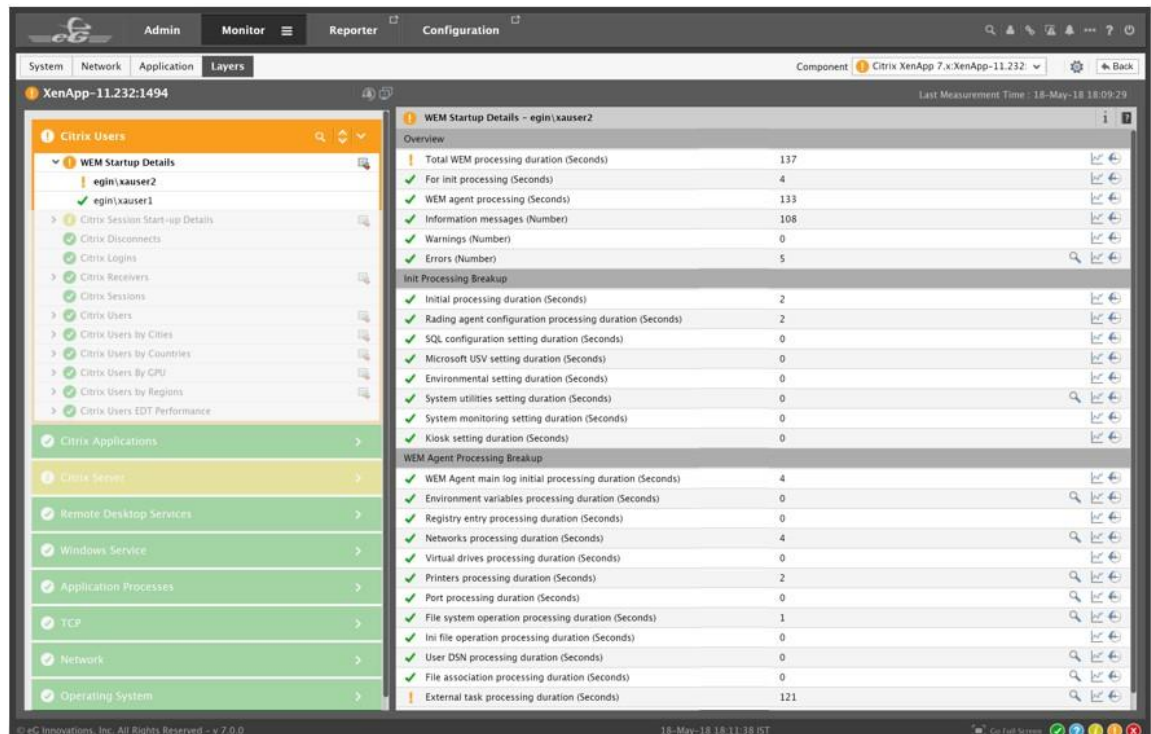 eG
Admin
Monitor
Reporter
Configuration
?
System
Network
Application
Layers
Component
Citrix XenApp 7.x:XenApp-11.232:
Back
XenApp-11.232:1494
Last Measurement Time : 18-May-18 18:09:29
Citrix Users
WEM Startup Details
egin\xauser2
egin\xauser1
Citrix Session Start-up Details
Citrix Disconnects
Citrix Logins
Citrix Receivers
Citrix Sessions
Citrix Users
Citrix Users by Cities
Citrix Users by Countries
Citrix Users By GPU
Citrix Users by Regions
Citrix Users EDT Performance
Citrix Applications
Citrix Server
Remote Desktop Services
Windows Service
Application Processes
TCP
Network
Operating System
WEM Startup Details - egin\xauser2
Overview
Total WEM processing duration (Seconds) 137
For init processing (Seconds) 4
WEM agent processing (Seconds) 133
Information messages (Number) 108
Warnings (Number) 0
Errors (Number) 5
Init Processing Breakup
Initial processing duration (Seconds) 2
Rading agent configuration processing duration (Seconds) 2
SQL configuration setting duration (Seconds) 0
Microsoft USV setting duration (Seconds) 0
Environmental setting duration (Seconds) 0
System utilities setting duration (Seconds) 0
System monitoring setting duration (Seconds) 0
Kiosk setting duration (Seconds) 0
WEM Agent Processing Breakup
WEM Agent main log initial processing duration (Seconds) 4
Environment variables processing duration (Seconds) 0
Registry entry processing duration (Seconds) 0
Networks processing duration (Seconds) 4
Virtual drives processing duration (Seconds) 0
Printers processing duration (Seconds) 2
Port processing duration (Seconds) 0
File system operation processing duration (Seconds) 1
Ini file operation processing duration (Seconds) 0
User DSN processing duration (Seconds) 0
File association processing duration (Seconds) 0
External task processing duration (Seconds) 121
© eG Innovations, Inc. All Rights Reserved - v 7.0.0
18-May-18 18:11:38 IST
Go Full Screen